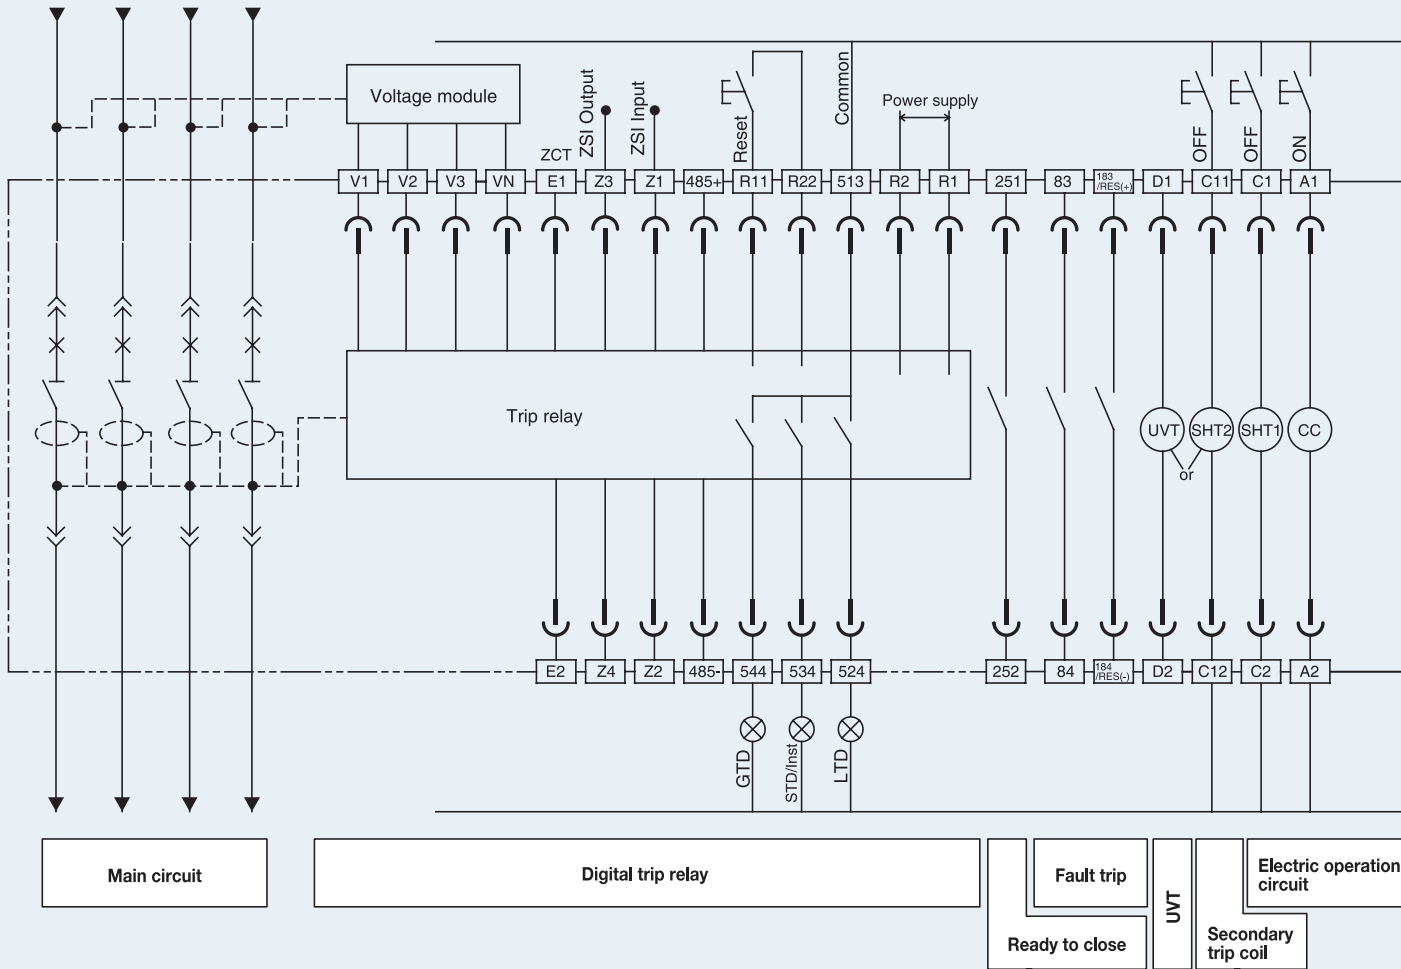 Voltage module
ZCT
ZSI Output
ZSI Input
Reset
Common
Power supply
OFF
OFF
ON
V1
V2
V3
VN
E1
Z3
Z1
485+
R11
R22
513
R2
R1
251
83
183
/RES(+)
D1
C11
C1
A1
Trip relay
UVT
SHT2
SHT1
CC
or
E2
Z4
Z2
485-
544
534
524
252
84
184
/RES(-)
D2
C12
C2
A2
GTD
STD/Inst
LTD
Main circuit
Digital trip relay
Fault trip
Ready to close
UVT
Secondary
trip coil
Electric operation
circuit